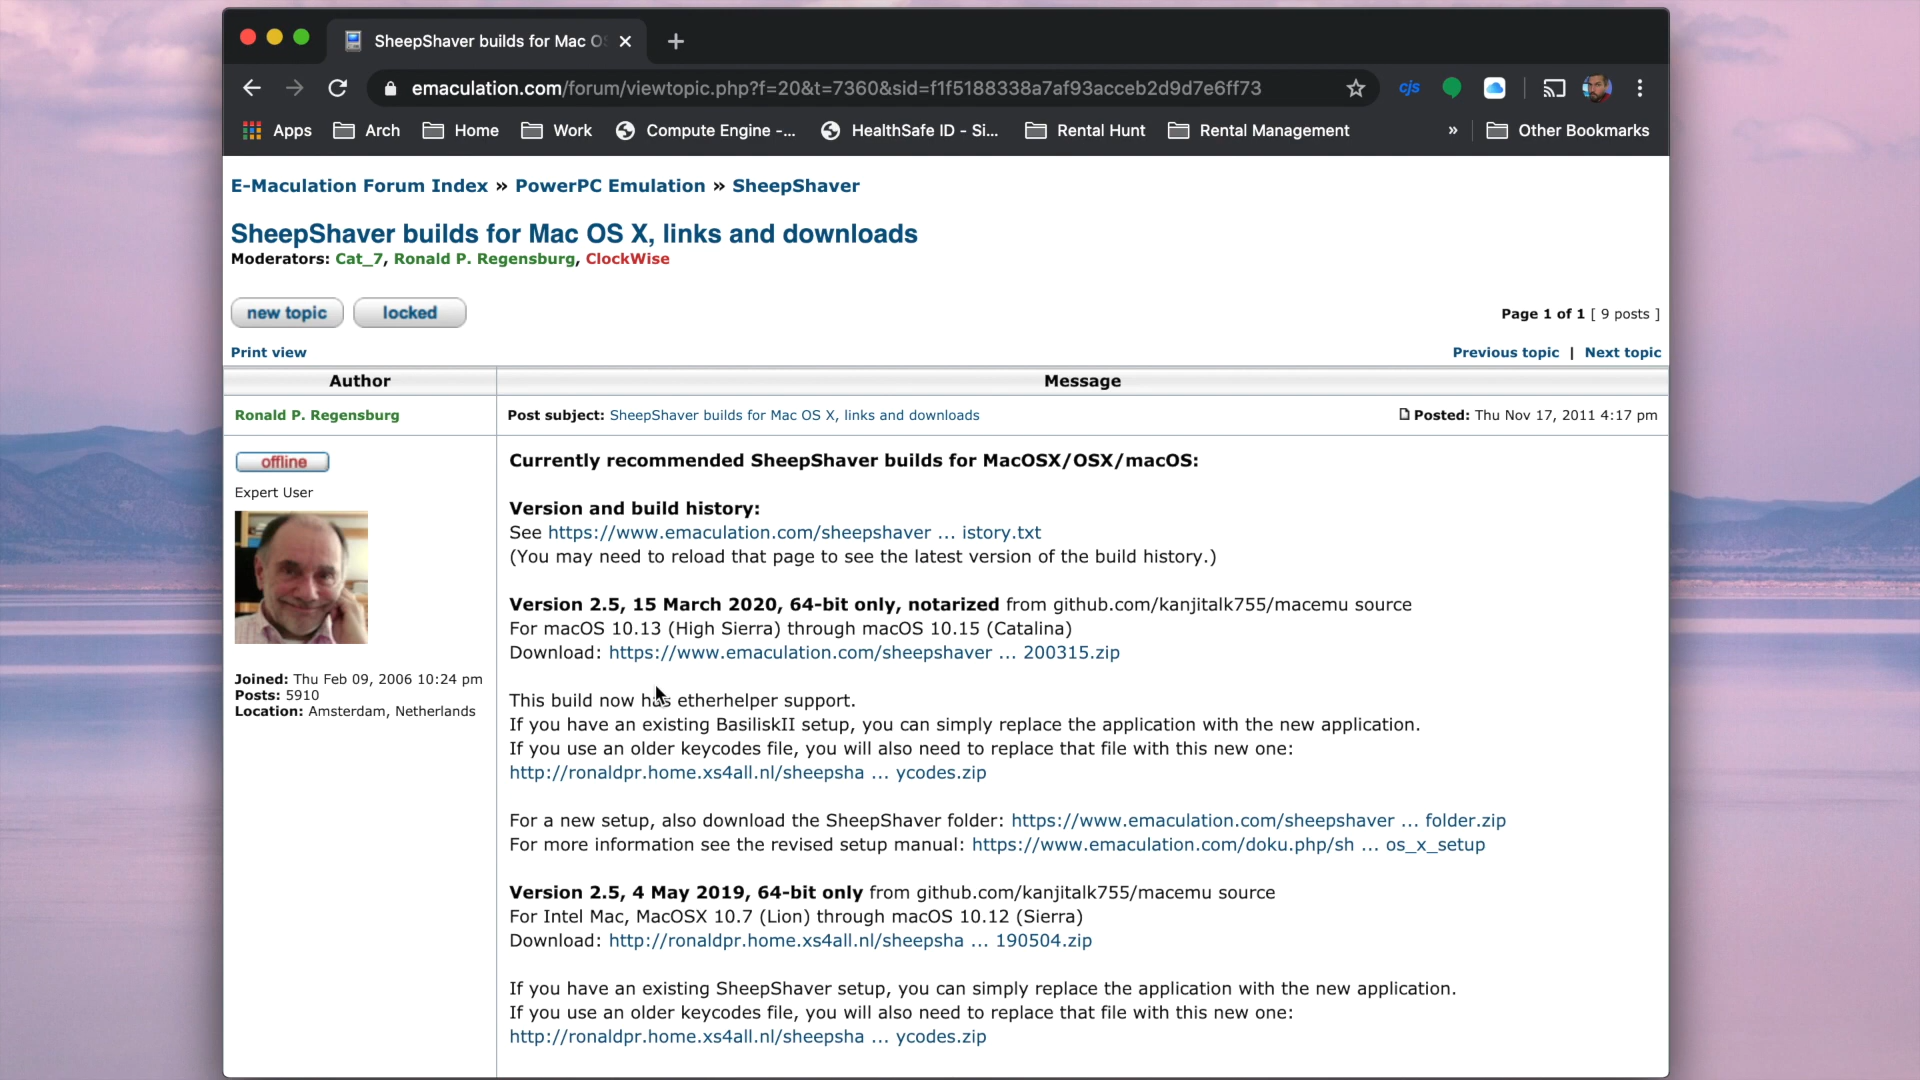 SheepShaver builds for Mac OS
emaculation.com/forum/viewtopic.php?f=20&t=7360&sid=f1f5188338a7af93acceb2d9d7e6ff73
cjs
Apps Arch Home Work Compute Engine -... HealthSafe ID - Si... Rental Hunt Rental Management » Other Bookmarks
E-Maculation Forum Index » PowerPC Emulation » SheepShaver
SheepShaver builds for Mac OS X, links and downloads
Moderators: Cat_7, Ronald P. Regensburg, ClockWise
new topic locked
Page 1 of 1 [ 9 posts ]
Print view
Previous topic | Next topic
Author
Message
Ronald P. Regensburg
Post subject: SheepShaver builds for Mac OS X, links and downloads
Posted: Thu Nov 17, 2011 4:17 pm
offline
Expert User
Joined: Thu Feb 09, 2006 10:24 pm
Posts: 5910
Location: Amsterdam, Netherlands
Currently recommended SheepShaver builds for MacOSX/OSX/macOS:
Version and build history:
See https://www.emaculation.com/sheepshaver ... istory.txt
(You may need to reload that page to see the latest version of the build history.)
Version 2.5, 15 March 2020, 64-bit only, notarized from github.com/kanjitalk755/macemu source
For macOS 10.13 (High Sierra) through macOS 10.15 (Catalina)
Download: https://www.emaculation.com/sheepshaver ... 200315.zip
This build now has etherhelper support.
If you have an existing BasiliskII setup, you can simply replace the application with the new application.
If you use an older keycodes file, you will also need to replace that file with this new one:
http://ronaldpr.home.xs4all.nl/sheepsha ... ycodes.zip
For a new setup, also download the SheepShaver folder: https://www.emaculation.com/sheepshaver ... folder.zip
For more information see the revised setup manual: https://www.emaculation.com/doku.php/sh ... os_x_setup
Version 2.5, 4 May 2019, 64-bit only from github.com/kanjitalk755/macemu source
For Intel Mac, MacOSX 10.7 (Lion) through macOS 10.12 (Sierra)
Download: http://ronaldpr.home.xs4all.nl/sheepsha ... 190504.zip
If you have an existing SheepShaver setup, you can simply replace the application with the new application.
If you use an older keycodes file, you will also need to replace that file with this new one:
http://ronaldpr.home.xs4all.nl/sheepsha ... ycodes.zip